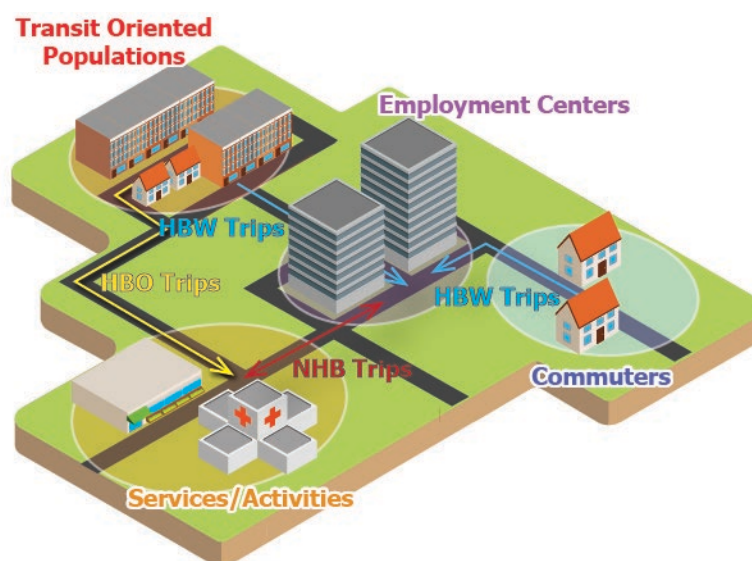 Transit Oriented
Populations
Employment Centers
HBW Trips
HBO Trips
HBW Trips
NHB Trips
Commuters
Services/Activities